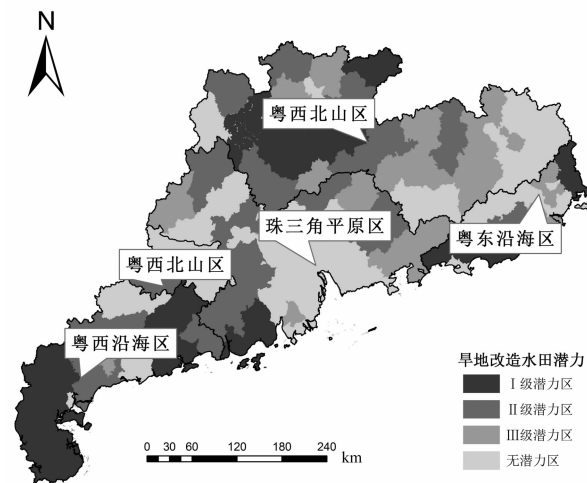 N
粤西北山区
珠三角平原区
粤东沿海区
粤西北山区
粤西沿海区
旱地改造水田潜力
Ⅰ级潜力区
Ⅱ级潜力区
Ⅲ级潜力区
无潜力区
0 30 60 120 180 240
km